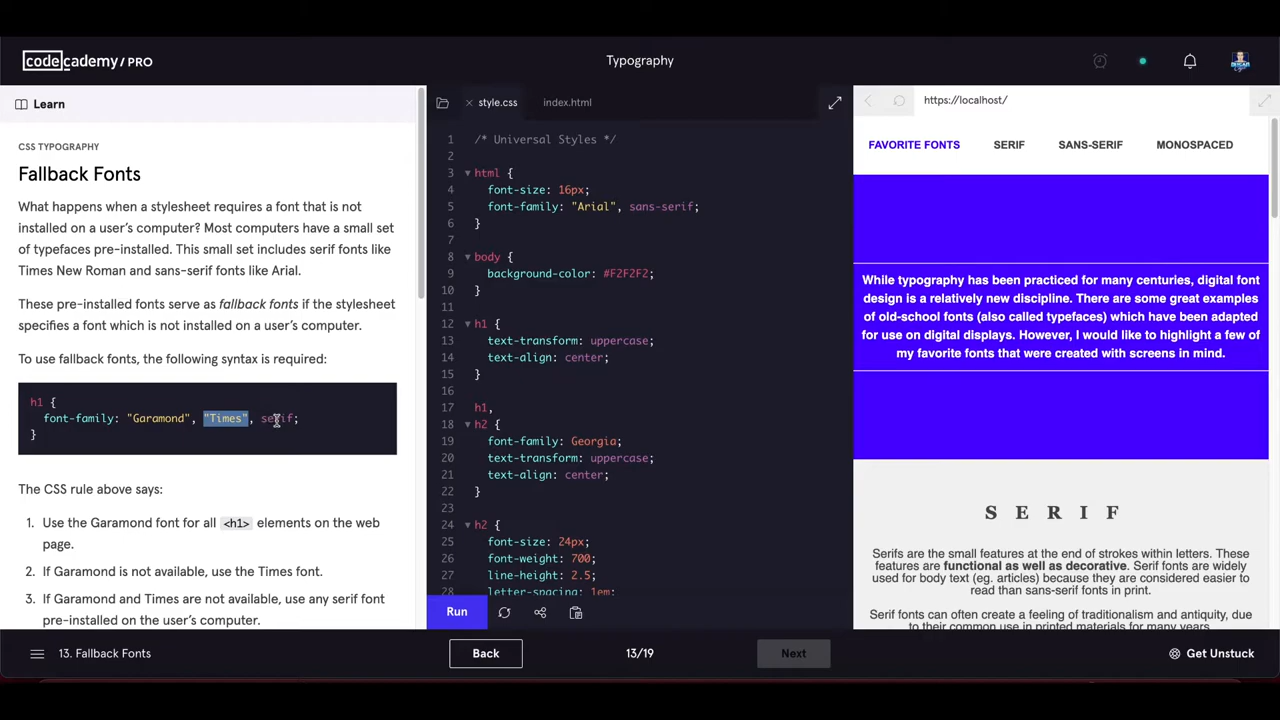 codecademy / PRO
Typography
Learn
CSS TYPOGRAPHY
Fallback Fonts
What happens when a stylesheet requires a font that is not
installed on a user's computer? Most computers have a small set
of typefaces pre-installed. This small set includes serif fonts like
Times New Roman and sans-serif fonts like Arial.
These pre-installed fonts serve as fallback fonts if the stylesheet
specifies a font which is not installed on a user's computer.
To use fallback fonts, the following syntax is required:
h1 {
font-family: "Garamond", "Times", serif;
}
The CSS rule above says:
1. Use the Garamond font for all <h1> elements on the web
page.
2. If Garamond is not available, use the Times font.
3. If Garamond and Times are not available, use any serif font
pre-installed on the user's computer.
style.css
index.html
1 /* Universal Styles */
2
3 html {
4 font-size: 16px;
5 font-family: "Arial", sans-serif;
6 }
7
8 body {
9 background-color: #F2F2F2;
10 }
11
12 h1 {
13 text-transform: uppercase;
14 text-align: center;
15 }
16
17 h1,
18 h2 {
19 font-family: Georgia;
20 text-transform: uppercase;
21 text-align: center;
22 }
23
24 h2 {
25 font-size: 24px;
26 font-weight: 700;
27 line-height: 2.5;
28 letter-spacing: 1em;
Run
https://localhost/
FAVORITE FONTS SERIF SANS-SERIF MONOSPACED
While typography has been practiced for many centuries, digital font
design is a relatively new discipline. There are some great examples
of old-school fonts (also called typefaces) which have been adapted
for use on digital displays. However, I would like to highlight a few of
my favorite fonts that were created with screens in mind.
SERIF
Serifs are the small features at the end of strokes within letters. These
features are functional as well as decorative. Serif fonts are widely
used for body text (eg. articles) because they are considered easier to
read than sans-serif fonts in print.
Serif fonts can often create a feeling of traditionalism and antiquity, due
to their common use in printed materials for many years.
13. Fallback Fonts
Back
13/19
Next
Get Unstuck